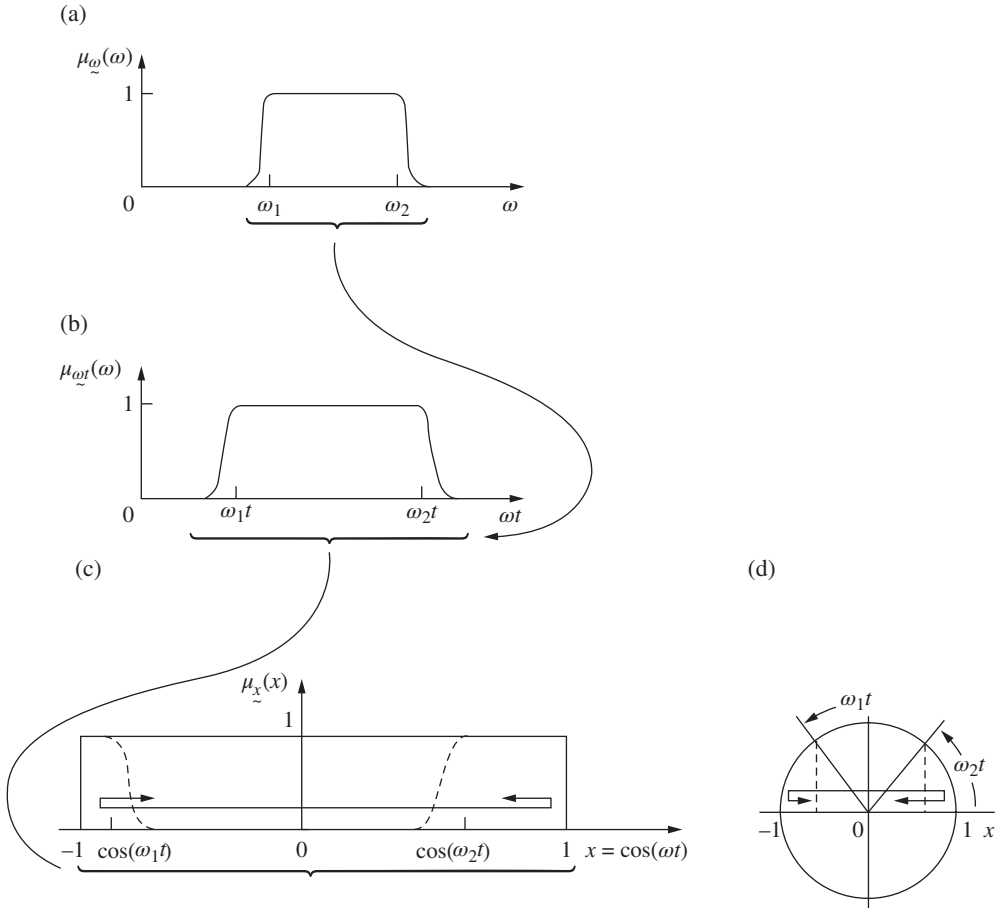 (a)
μω̰(ω)
1
0 ω1 ω2 ω
(b)
μω̰t(ω)
1
0 ω1t ω2t ωt
(c)
μx̰(x)
1
–1 cos(ω1t) 0 cos(ω2t) 1 x = cos(ωt)
(d)
ω1t
ω2t
–1 0 1 x